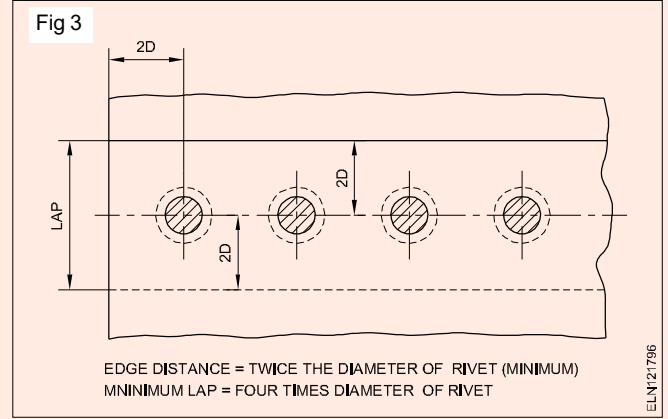 Fig 3
2D
LAP
2D
2D
EDGE DISTANCE = TWICE THE DIAMETER OF RIVET (MINIMUM)
MNINIMUM LAP = FOUR TIMES DIAMETER OF RIVET
ELN121796